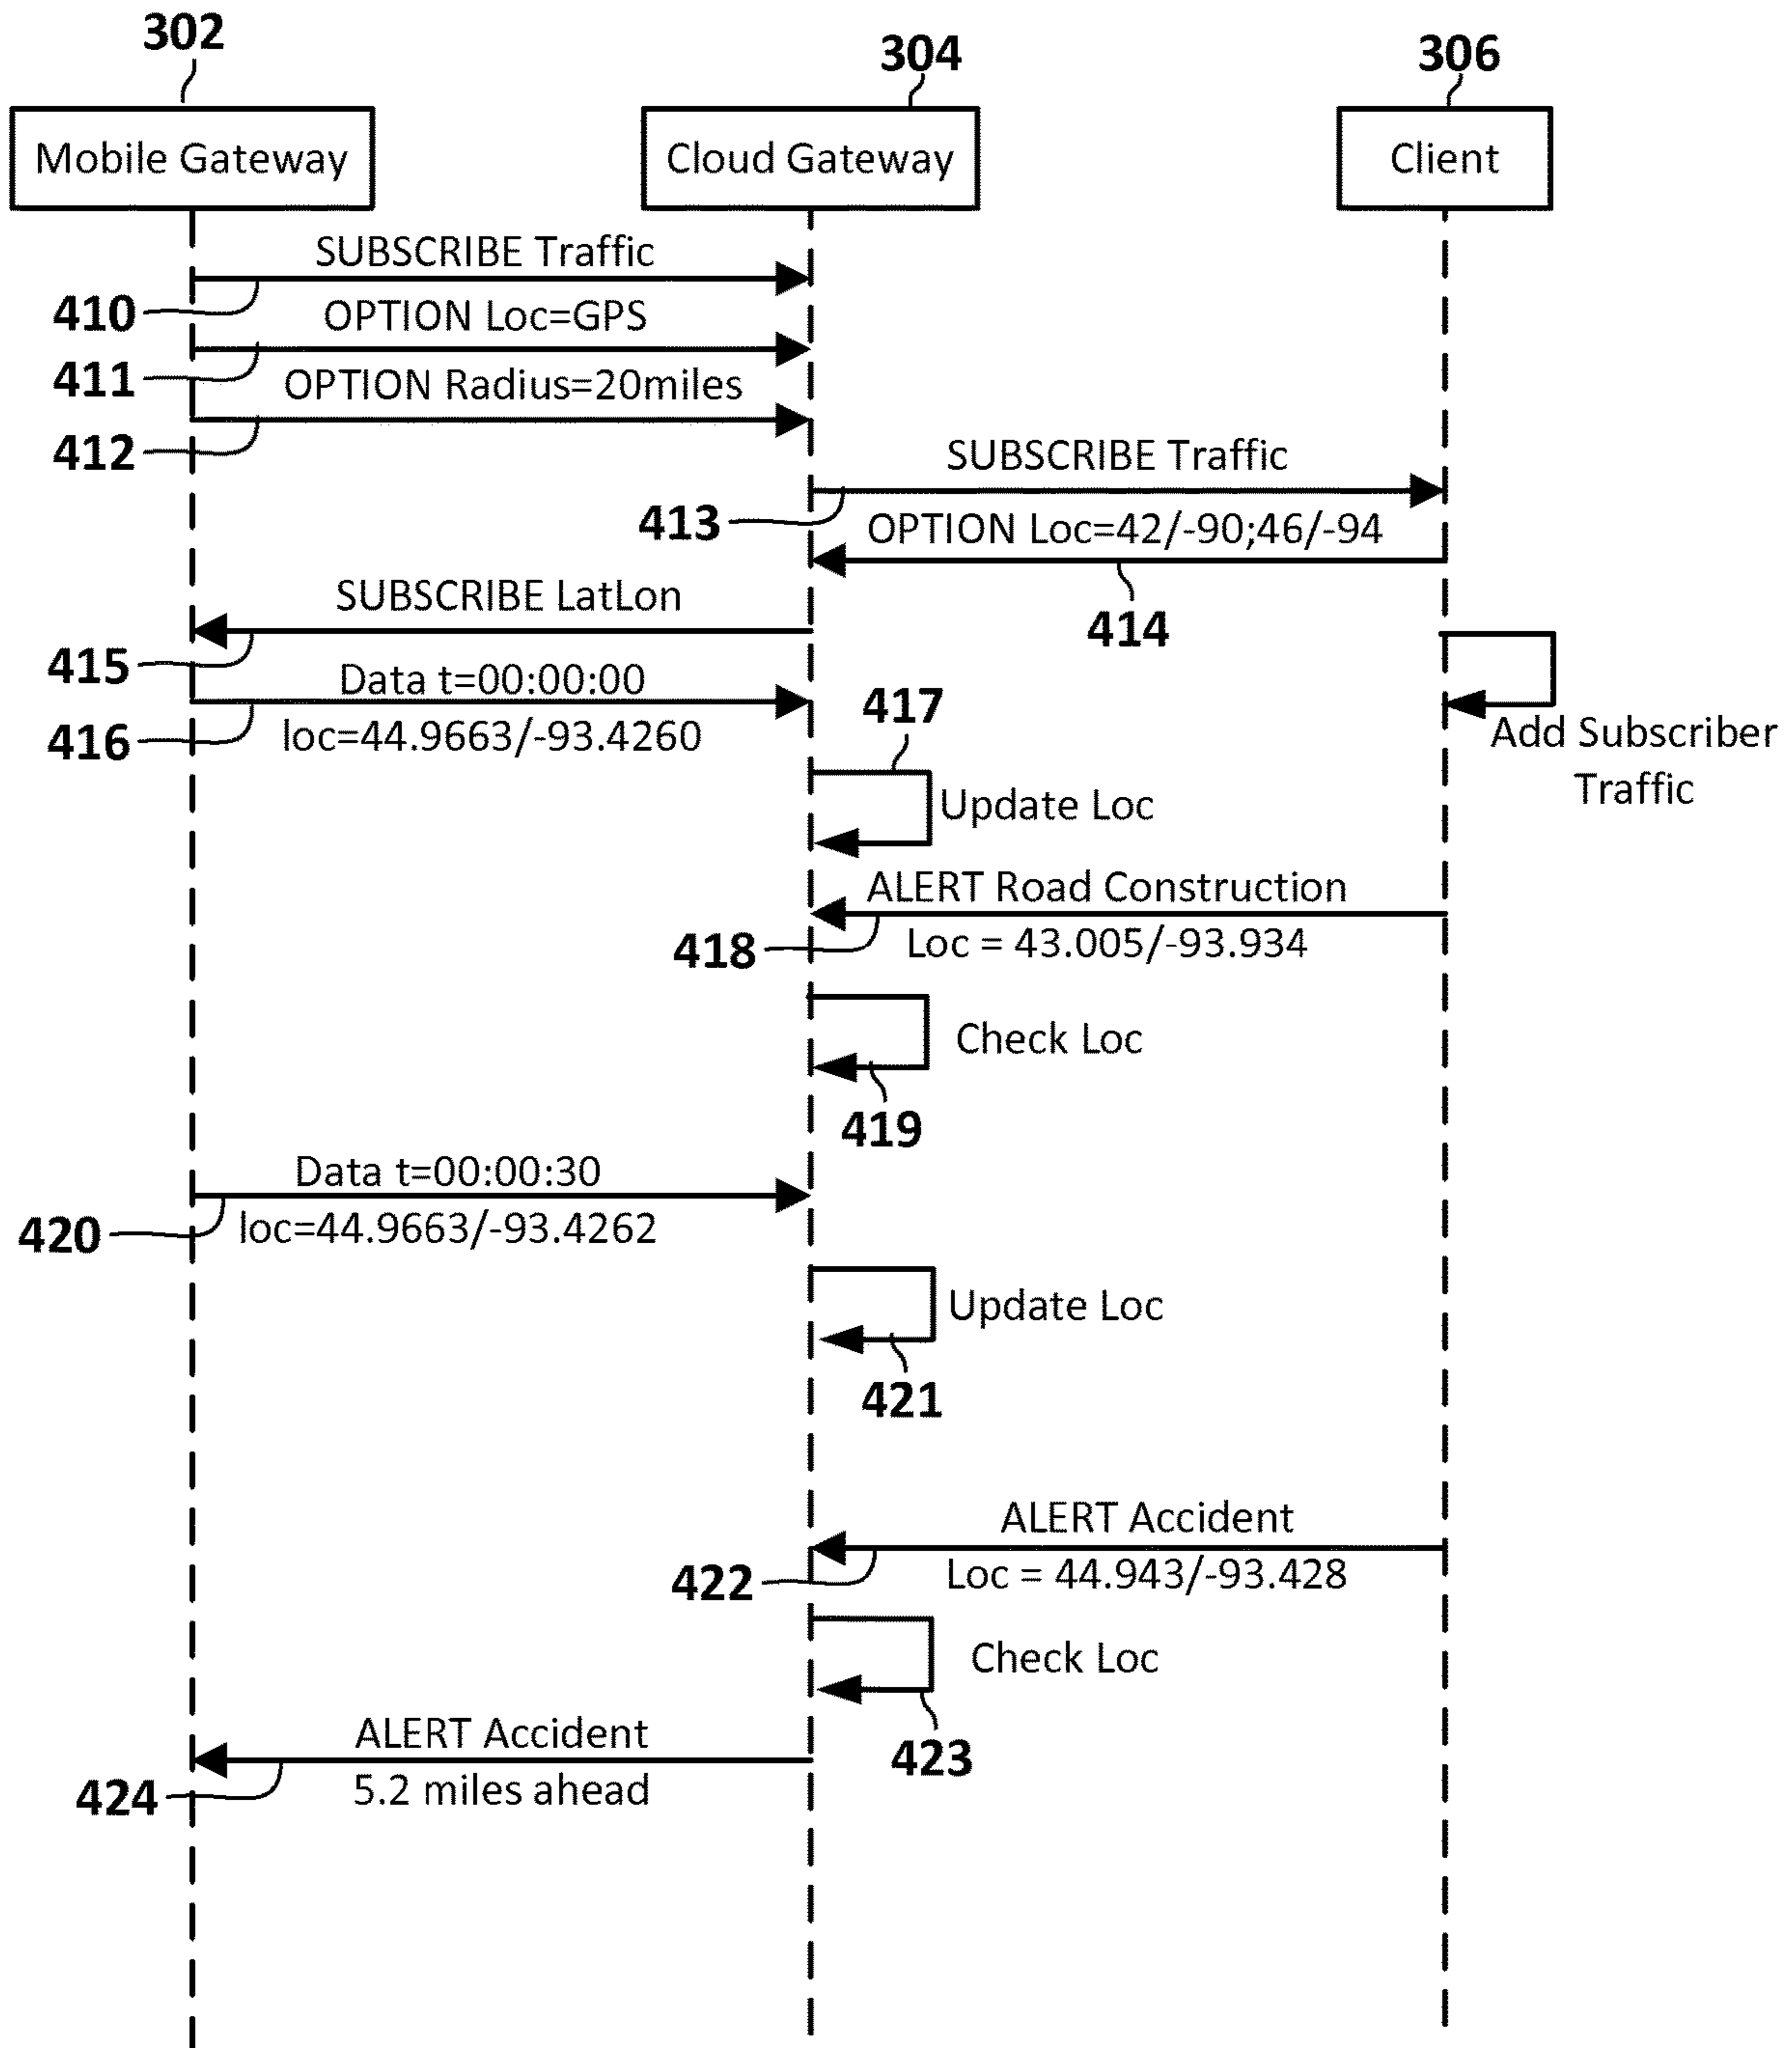 302
304
306
Mobile Gateway
Cloud Gateway
Client
SUBSCRIBE Traffic
410
OPTION Loc=GPS
411
OPTION Radius=20miles
412
SUBSCRIBE Traffic
413
OPTION Loc=42/-90;46/-94
414
SUBSCRIBE LatLon
415
Data t=00:00:00
416
loc=44.9663/-93.4260
417
Add Subscriber
Traffic
Update Loc
ALERT Road Construction
418
Loc = 43.005/-93.934
Check Loc
419
Data t=00:00:30
420
loc=44.9663/-93.4262
Update Loc
421
ALERT Accident
422
Loc = 44.943/-93.428
Check Loc
423
ALERT Accident
424
5.2 miles ahead